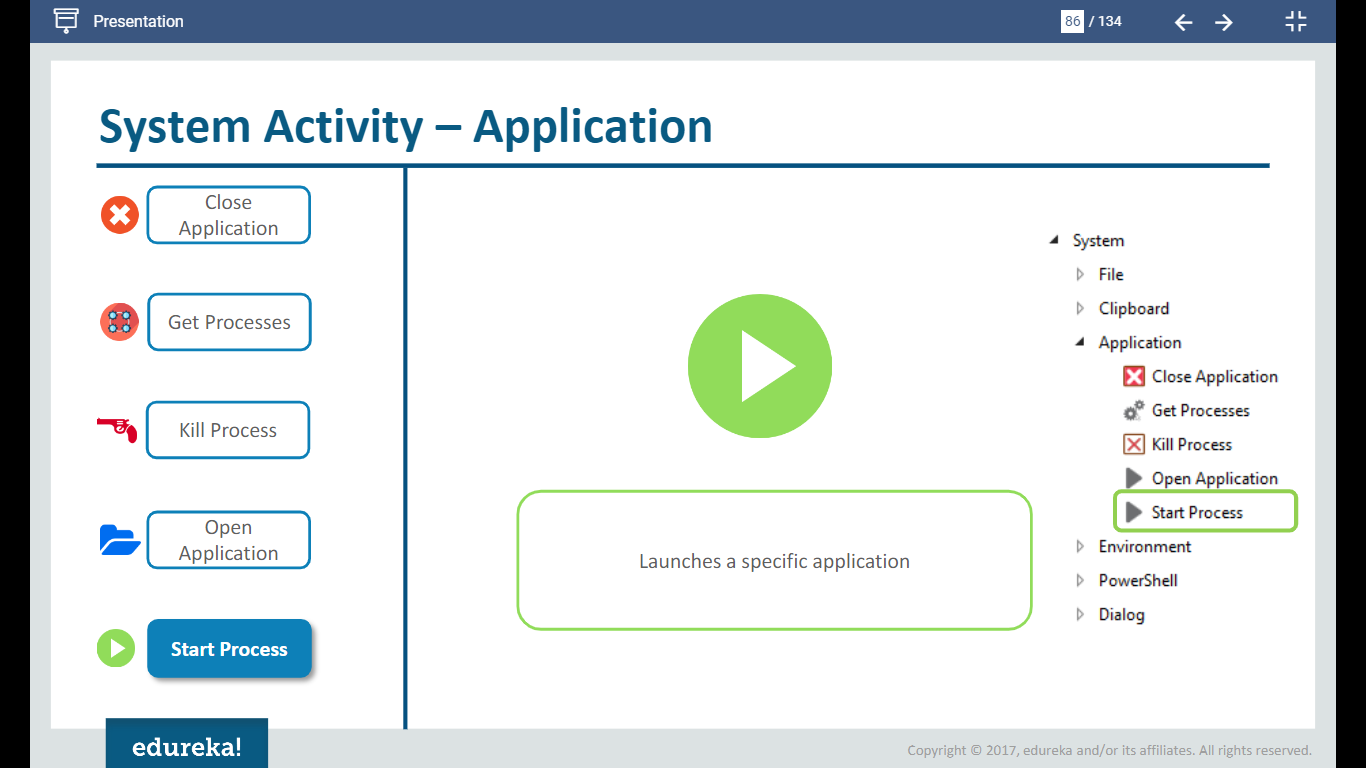 Presentation
86 / 134
System Activity – Application
Close
Application
Get Processes
Kill Process
Open
Application
Start Process
Launches a specific application
System
File
Clipboard
Application
Close Application
Get Processes
Kill Process
Open Application
Start Process
Environment
PowerShell
Dialog
edureka!
Copyright © 2017, edureka and/or its affiliates. All rights reserved.